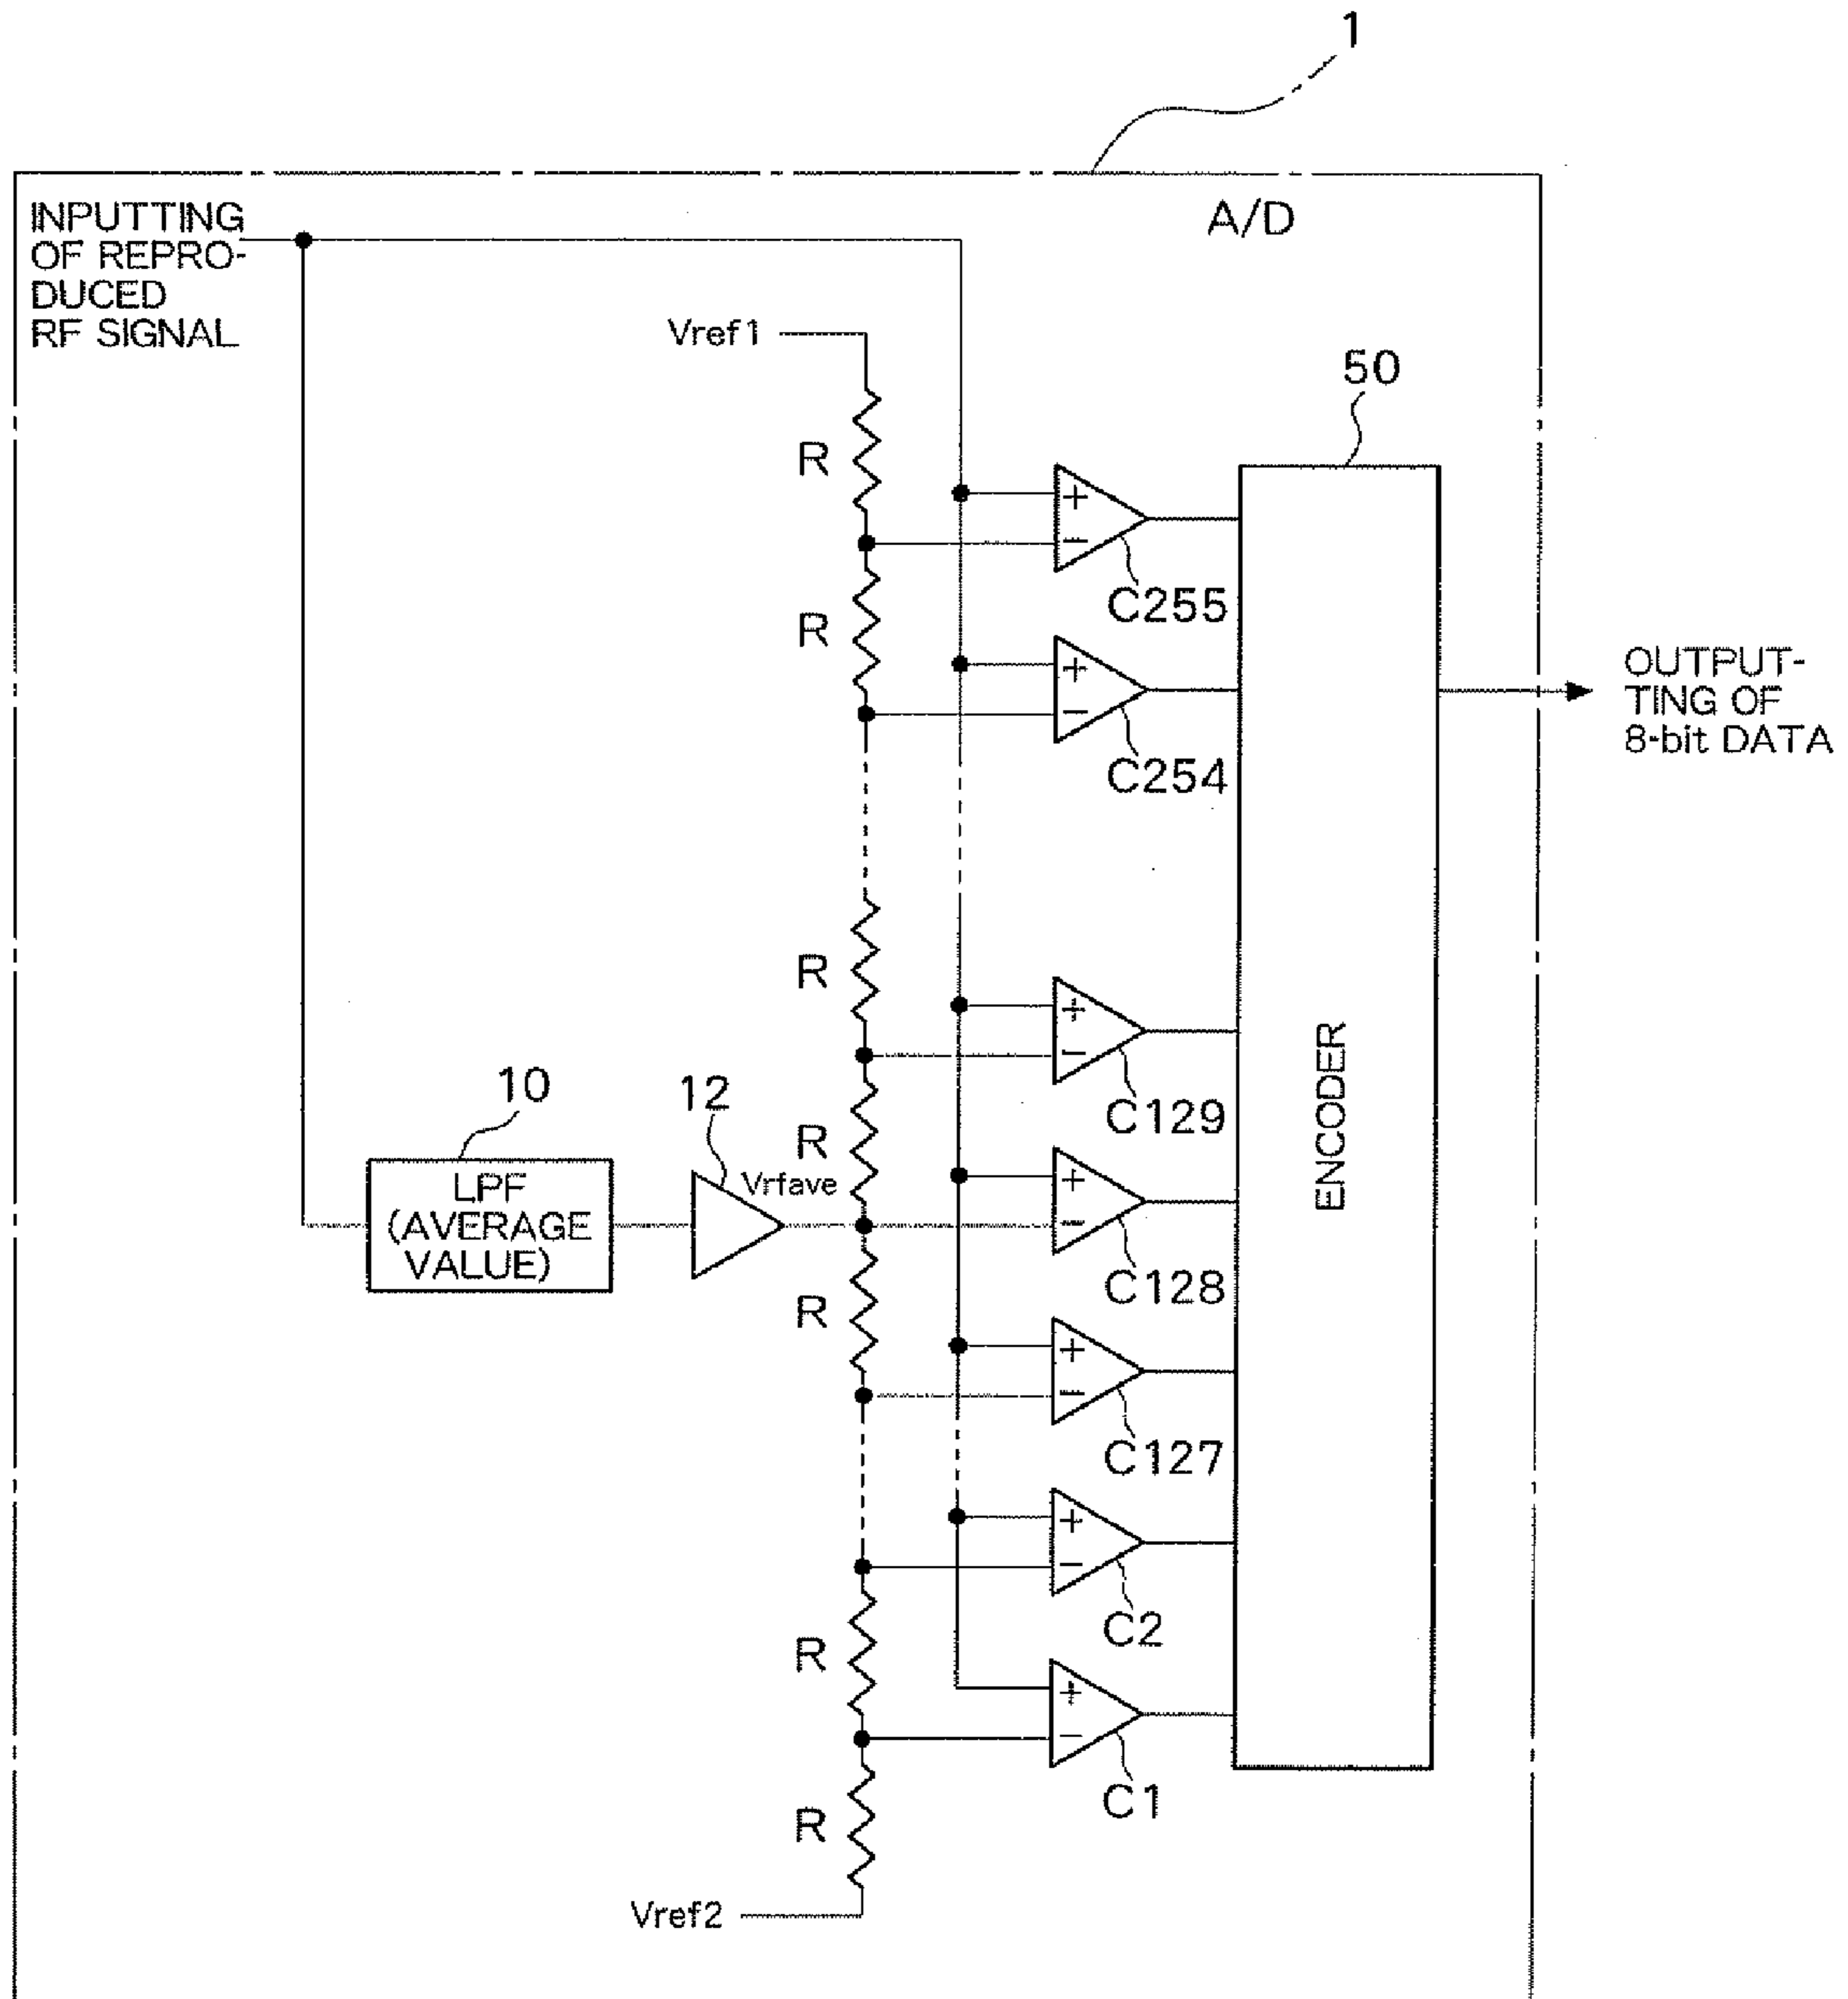 1
INPUTTING
OF REPRO-
DUCED
RF SIGNAL
A/D
Vref1
50
R
+
−
C255
R
+
−
C254
OUTPUT-
TING OF
8-bit DATA
R
+
−
C129
ENCODER
10
12
R
Vrfave
+
−
C128
LPF
(AVERAGE
VALUE)
R
+
−
C127
+
−
C2
R
+
−
C1
R
Vref2